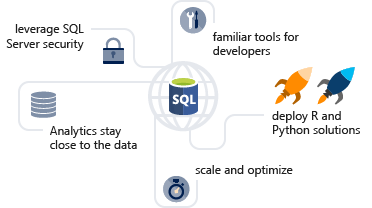 leverage SQL
Server security
familiar tools for
developers
SQL
deploy R and
Python solutions
Analytics stay
close to the data
scale and optimize